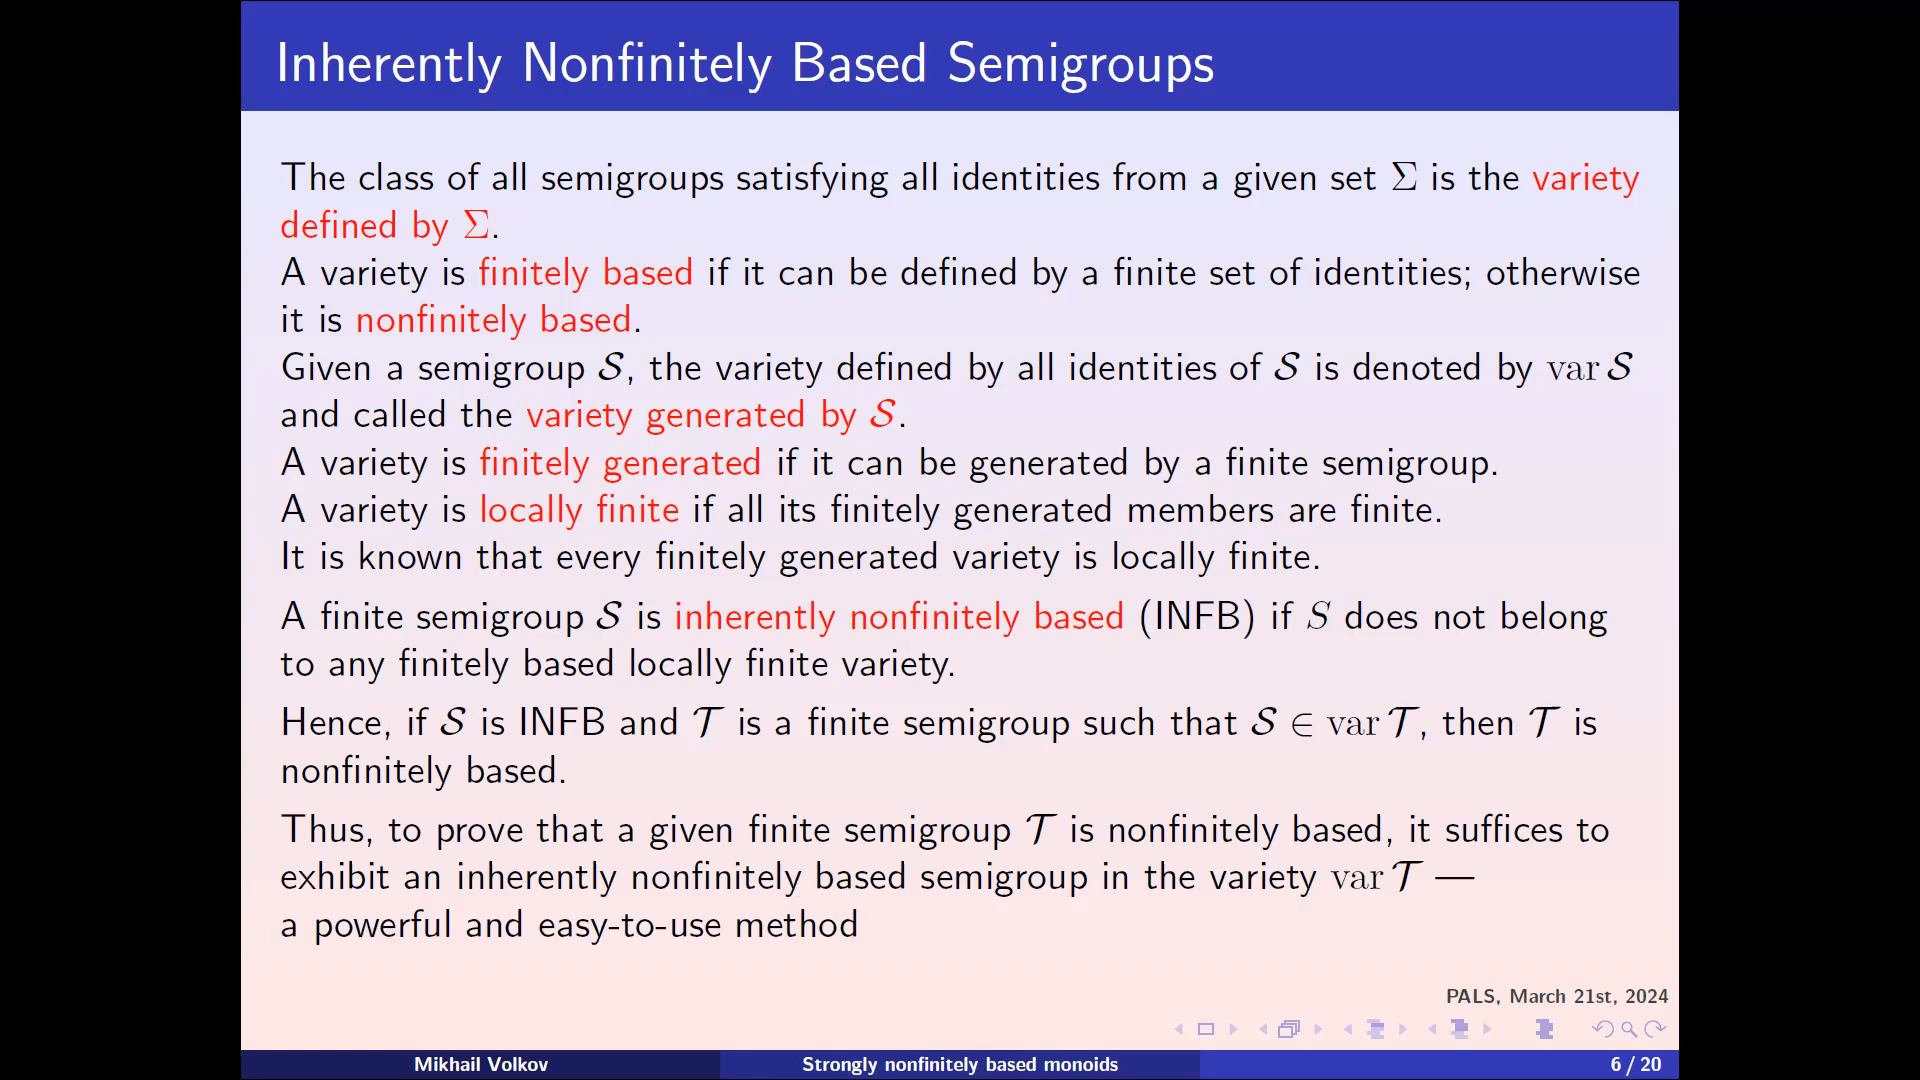 Inherently Nonfinitely Based Semigroups
The class of all semigroups satisfying all identities from a given set Σ is the variety
defined by Σ.
A variety is finitely based if it can be defined by a finite set of identities; otherwise
it is nonfinitely based.
Given a semigroup 𝒮, the variety defined by all identities of 𝒮 is denoted by var 𝒮
and called the variety generated by 𝒮.
A variety is finitely generated if it can be generated by a finite semigroup.
A variety is locally finite if all its finitely generated members are finite.
It is known that every finitely generated variety is locally finite.
A finite semigroup 𝒮 is inherently nonfinitely based (INFB) if S does not belong
to any finitely based locally finite variety.
Hence, if 𝒮 is INFB and 𝒯 is a finite semigroup such that 𝒮 ∈ var 𝒯, then 𝒯 is
nonfinitely based.
Thus, to prove that a given finite semigroup 𝒯 is nonfinitely based, it suffices to
exhibit an inherently nonfinitely based semigroup in the variety var 𝒯 —
a powerful and easy-to-use method
PALS, March 21st, 2024
Mikhail Volkov
Strongly nonfinitely based monoids
6 / 20